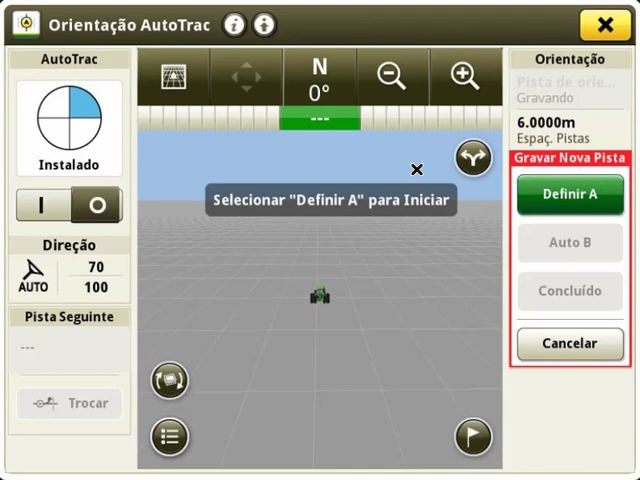 Orientação AutoTrac
AutoTrac
Instalado
I
O
Direção
AUTO
70
100
Pista Seguinte
---
Trocar
N
0°
---
Selecionar "Definir A" para Iniciar
Orientação
Pista de orie...
Gravando
6.0000m
Espaç. Pistas
Gravar Nova Pista
Definir A
Auto B
Concluído
Cancelar